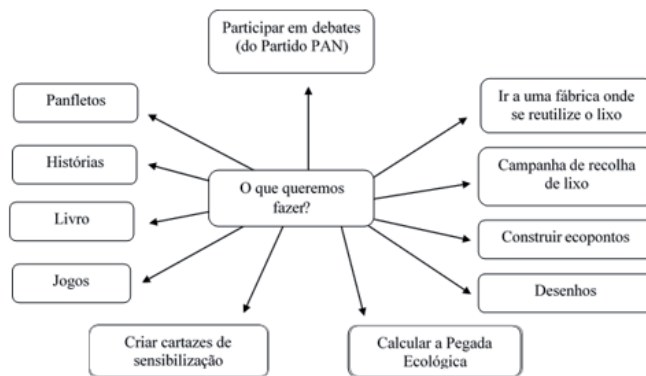 Participar em debates
(do Partido PAN)
Panfletos
Ir a uma fábrica onde
se reutilize o lixo
Histórias
O que queremos
fazer?
Campanha de recolha
de lixo
Livro
Construir ecopontos
Jogos
Desenhos
Criar cartazes de
sensibilização
Calcular a Pegada
Ecológica